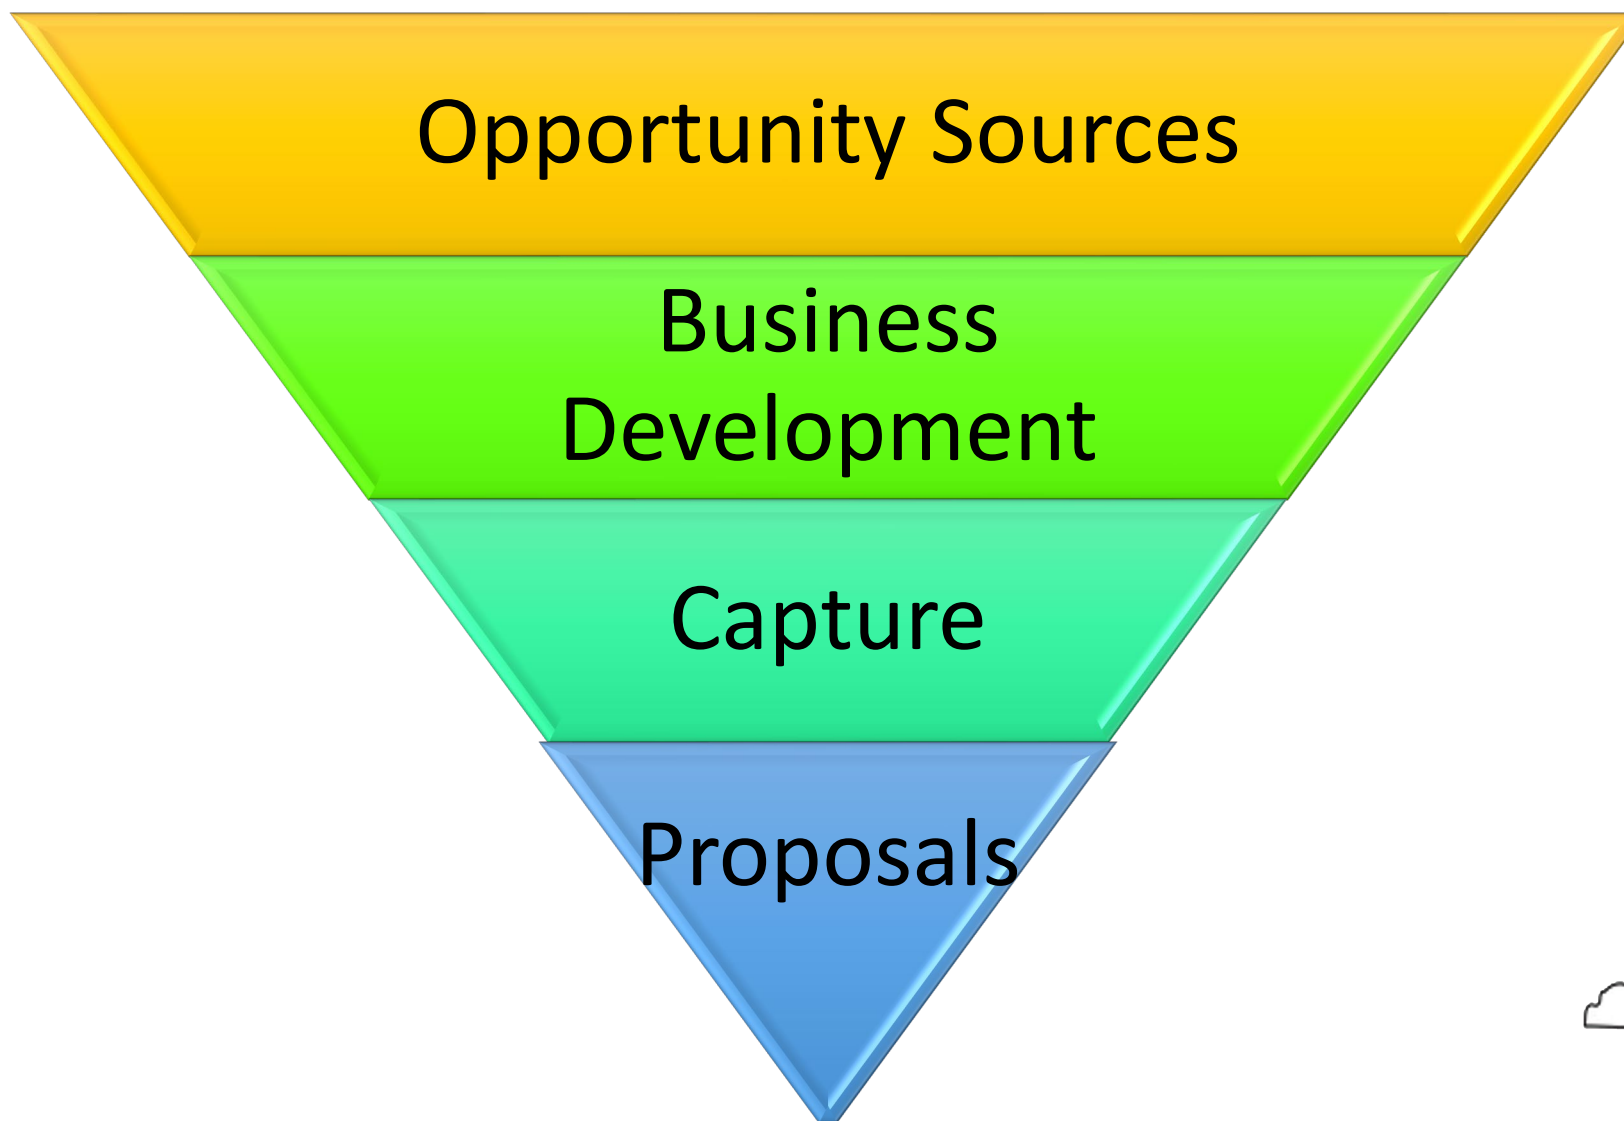 Opportunity Sources
Business
Development
Capture
Proposals